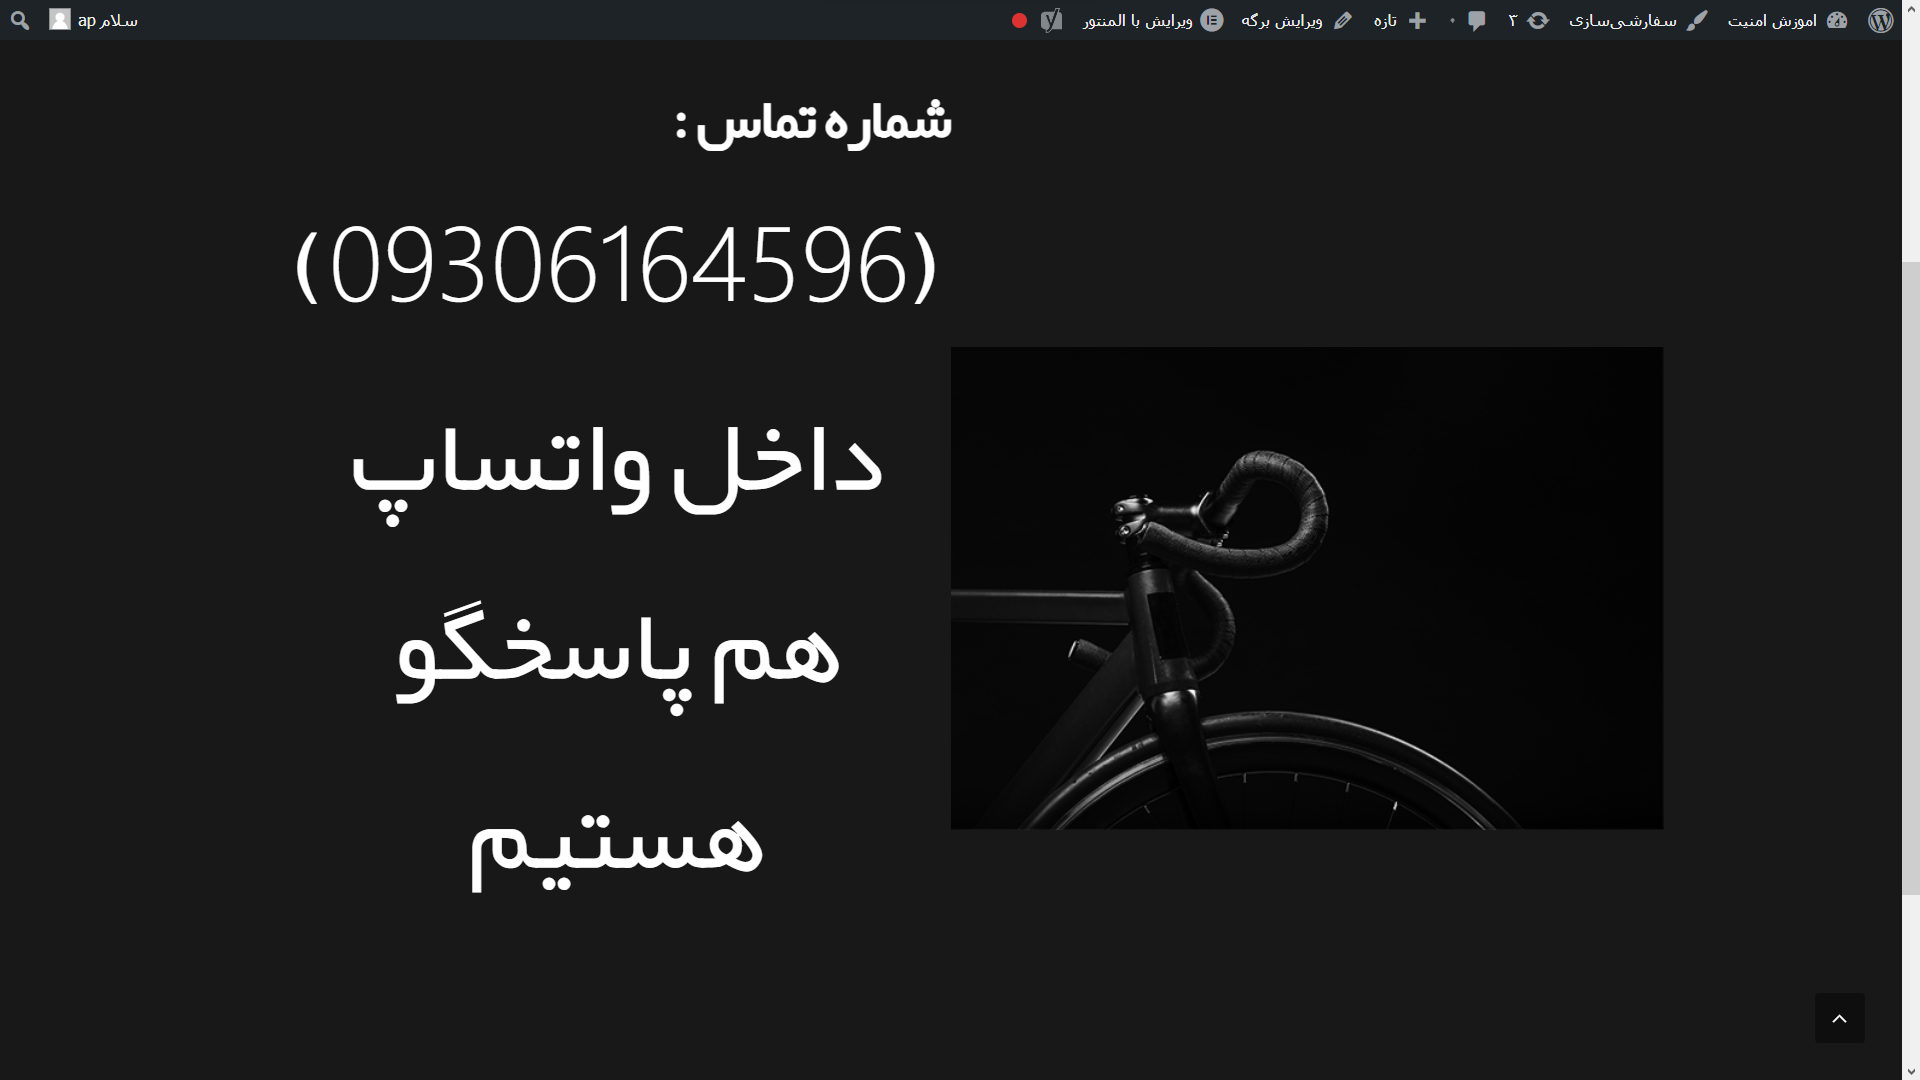 اموزش امنیت سفارشی‌سازی ۳ ۰ تازه ویرایش برگه ویرایش با المنتور سلام ap
شماره تماس :
(09306164596)
داخل واتساپ
هم پاسخگو
هستیم